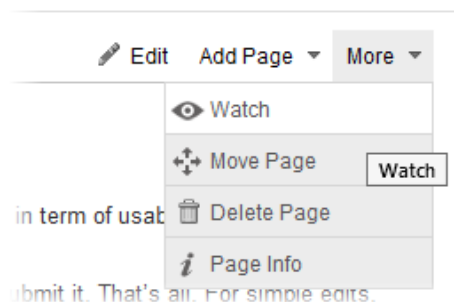 Edit Add Page More
Watch
Move Page
Watch
in term of usab
Delete Page
Page Info
ubmit it. That's all. For simple edits,